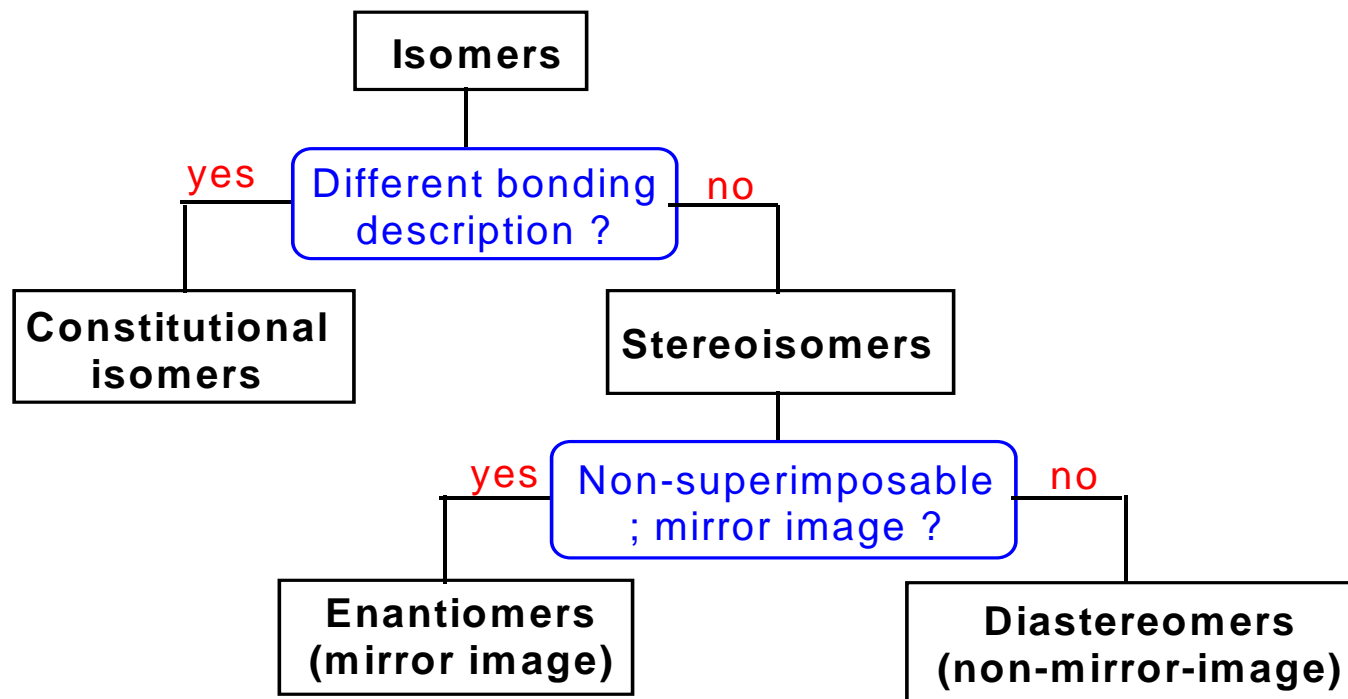 Isomers
yes
Different bonding
description ?
no
Constitutional
isomers
Stereoisomers
yes
Non-superimposable
; mirror image ?
no
Enantiomers
(mirror image)
Diastereomers
(non-mirror-image)